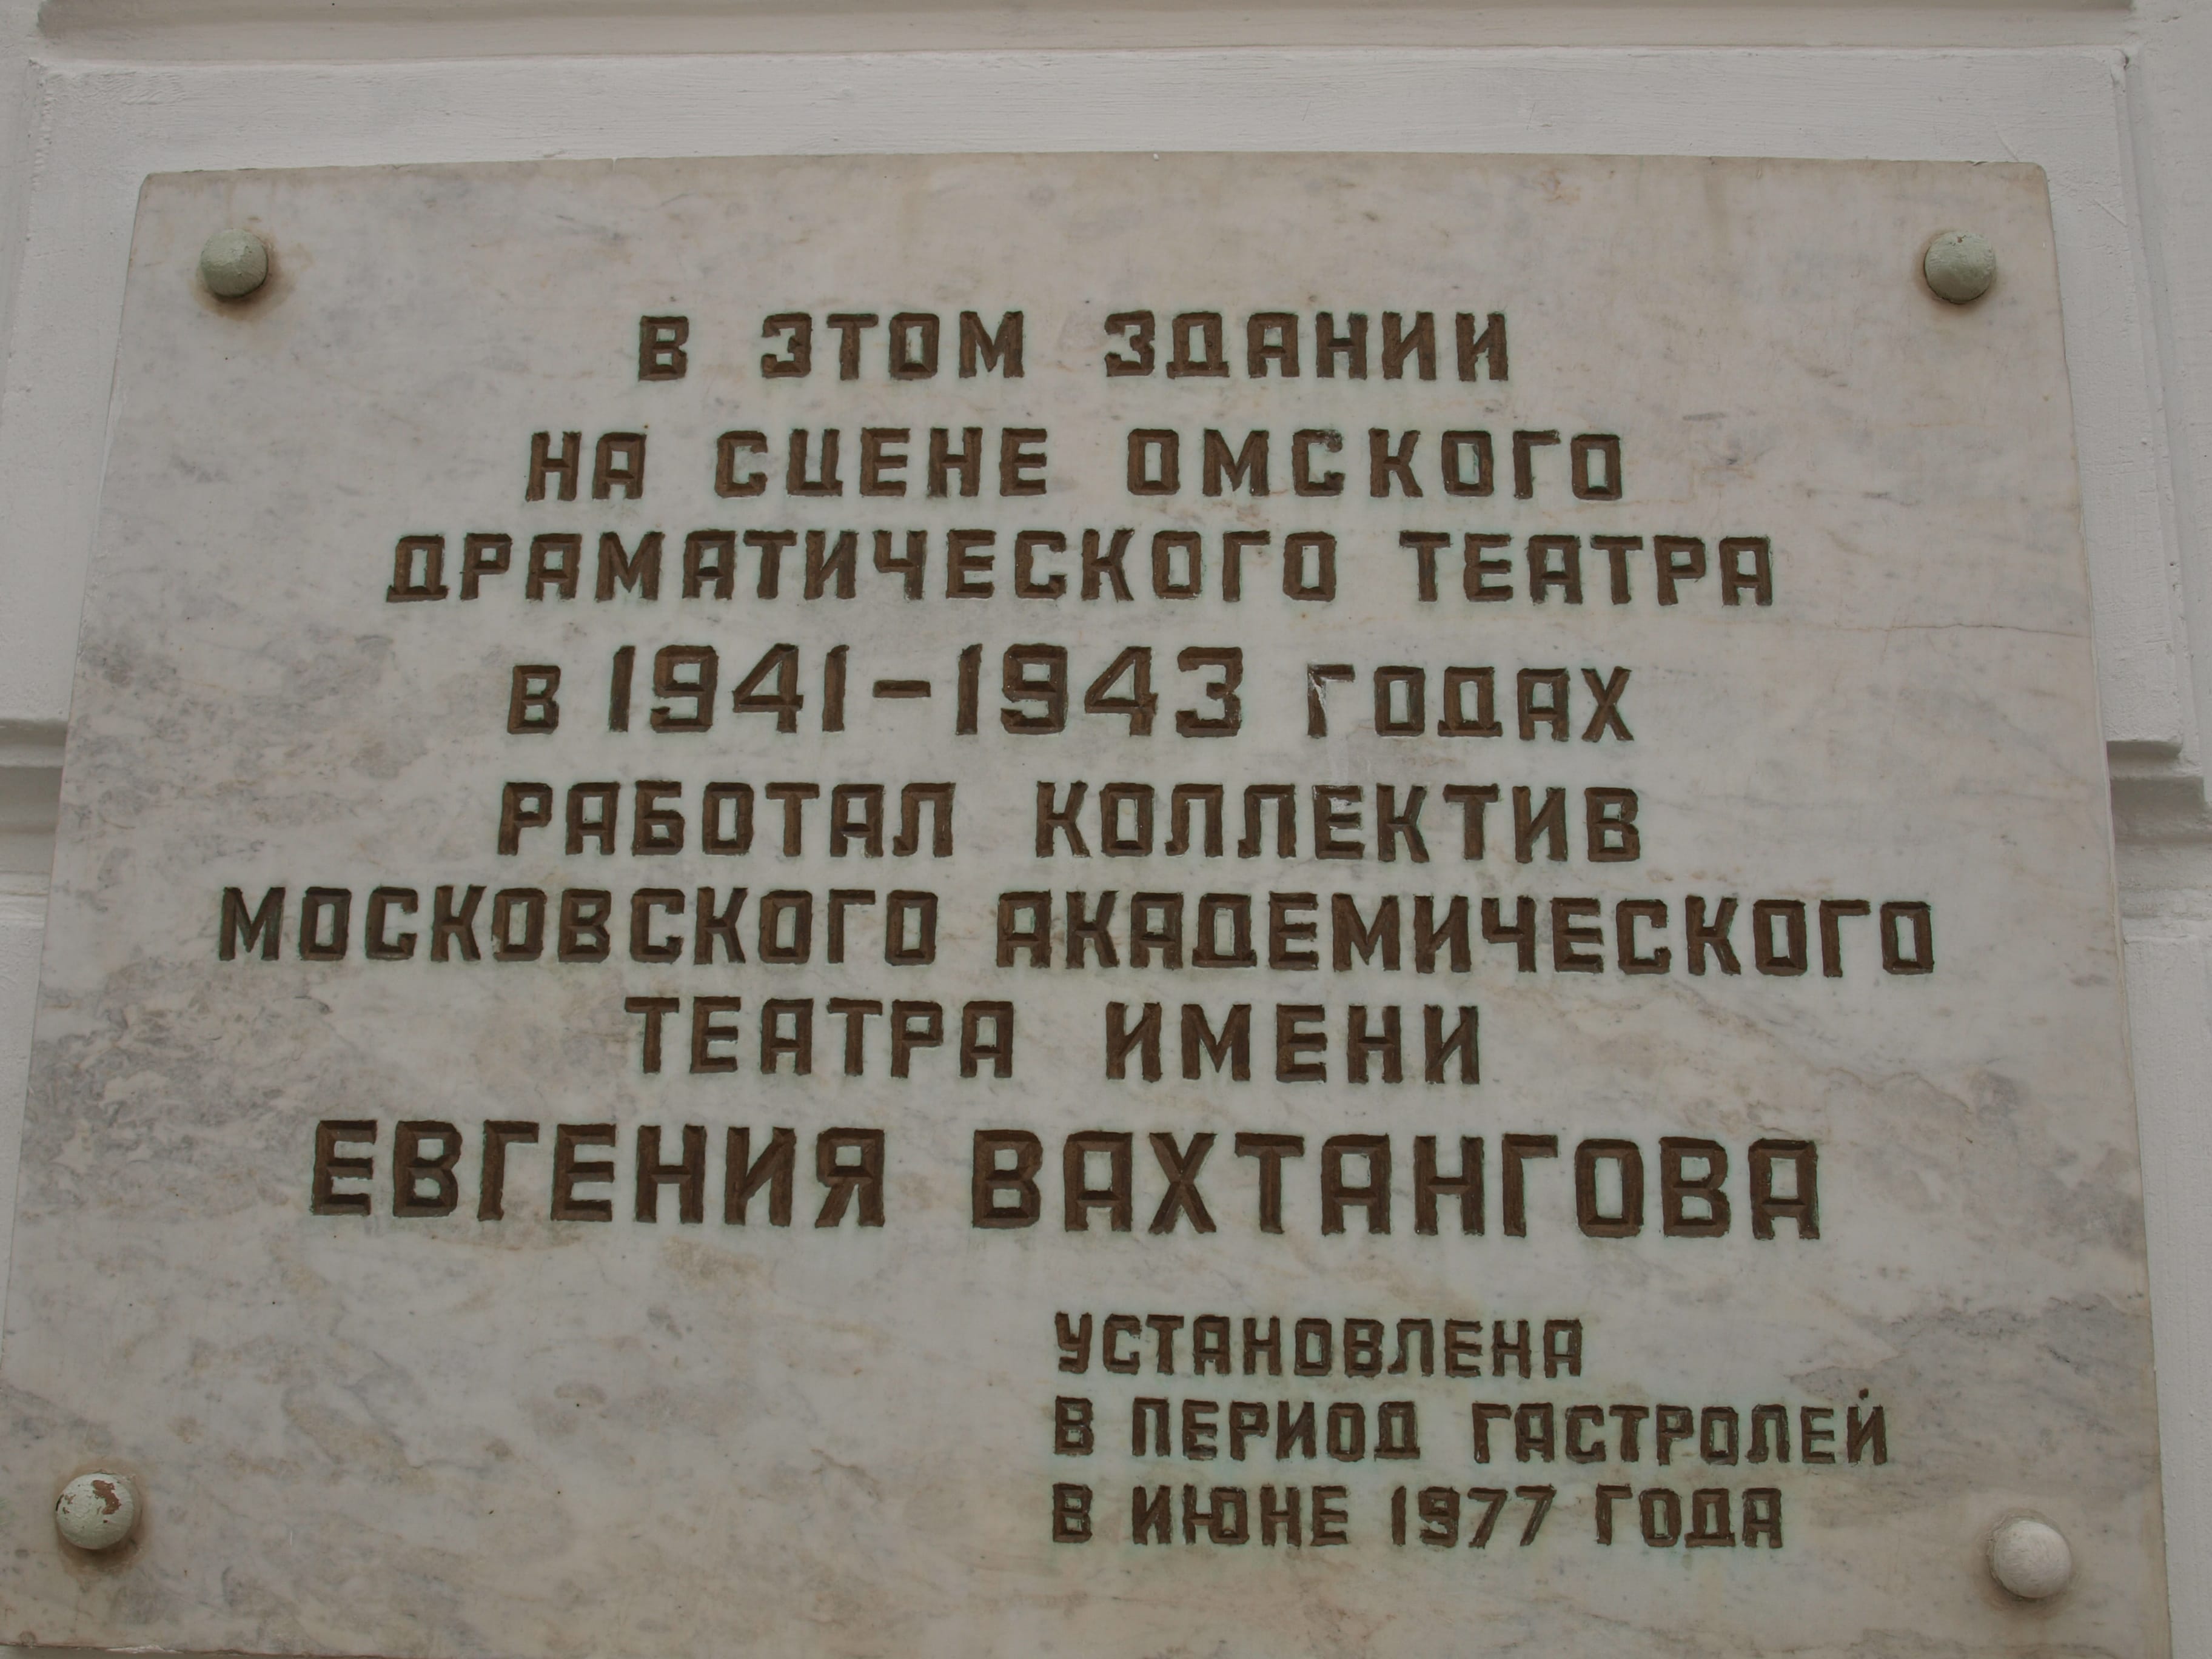 В ЭТОМ ЗДАНИИ
НА СЦЕНЕ ОМСКОГО
ДРАМАТИЧЕСКОГО ТЕАТРА
В 1941-1943 ГОДАХ
РАБОТАЛ КОЛЛЕКТИВ
МОСКОВСКОГО АКАДЕМИЧЕСКОГО
ТЕАТРА ИМЕНИ
ЕВГЕНИЯ ВАХТАНГОВА
УСТАНОВЛЕНА
В ПЕРИОД ГАСТРОЛЕЙ
В ИЮНЕ 1977 ГОДА